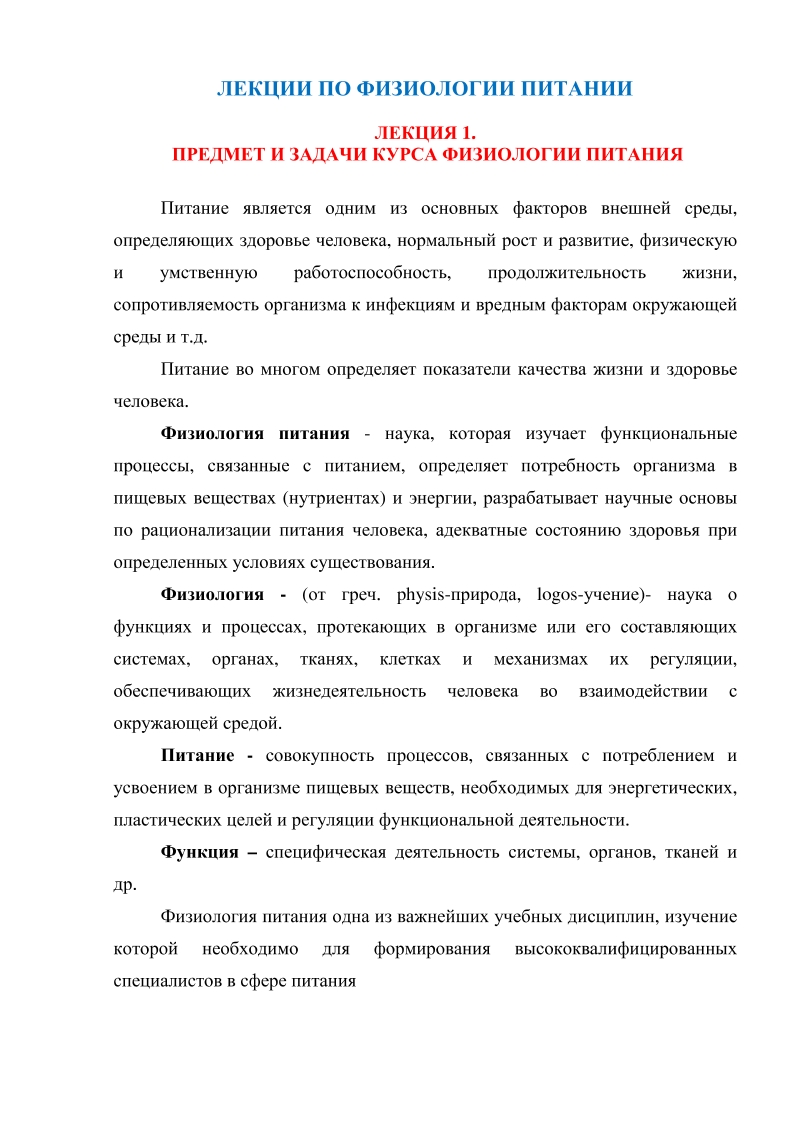 ЛЕКЦИИ ПО ФИЗИОЛОГИИ ПИТАНИИ
ЛЕКЦИЯ 1.
ПРЕДМЕТ И ЗАДАЧИ КУРСА ФИЗИОЛОГИИ ПИТАНИЯ
Питание является одним из основных факторов внешней среды,
определяющих здоровье человека, нормальный рост и развитие, физическую
и умственную работоспособность, продолжительность жизни,
сопротивляемость организма к инфекциям и вредным факторам окружающей
среды и т.д.
Питание во многом определяет показатели качества жизни и здоровье
человека.
Физиология питания - наука, которая изучает функциональные
процессы, связанные с питанием, определяет потребность организма в
пищевых веществах (нутриентах) и энергии, разрабатывает научные основы
по рационализации питания человека, адекватные состоянию здоровья при
определенных условиях существования.
Физиология - (от греч. physis-природа, logos-учение)- наука о
функциях и процессах, протекающих в организме или его составляющих
системах, органах, тканях, клетках и механизмах их регуляции,
обеспечивающих жизнедеятельность человека во взаимодействии с
окружающей средой.
Питание - совокупность процессов, связанных с потреблением и
усвоением в организме пищевых веществ, необходимых для энергетических,
пластических целей и регуляции функциональной деятельности.
Функция – специфическая деятельность системы, органов, тканей и
др.
Физиология питания одна из важнейших учебных дисциплин, изучение
которой необходимо для формирования высококвалифицированных
специалистов в сфере питания